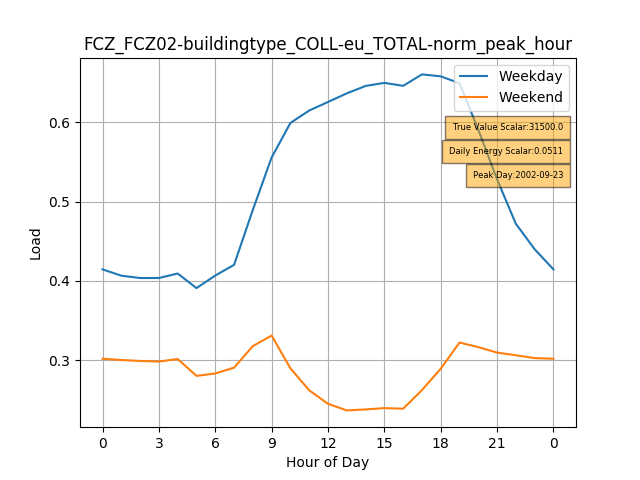 FCZ_FCZ02-buildingtype_COLL-eu_TOTAL-norm_peak_hour
Weekday
Weekend
True Value Scalar:31500.0
Daily Energy Scalar:0.0511
Peak Day:2002-09-23
0.6
0.5
0.4
0.3
Load
0 3 6 9 12 15 18 21 0
Hour of Day